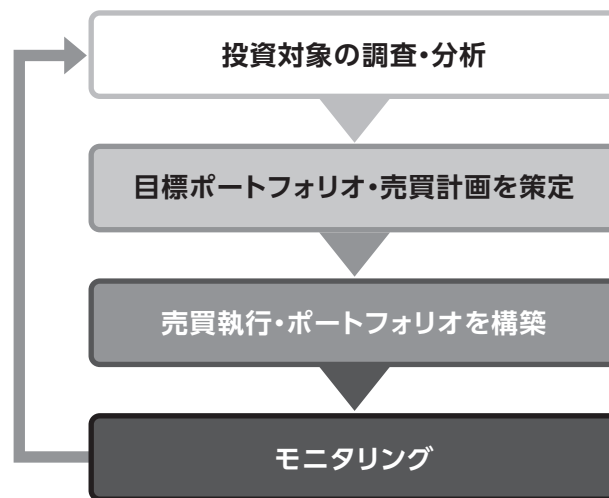 投資対象の調査・分析
目標ポートフォリオ・売買計画を策定
売買執行・ポートフォリオを構築
モニタリング